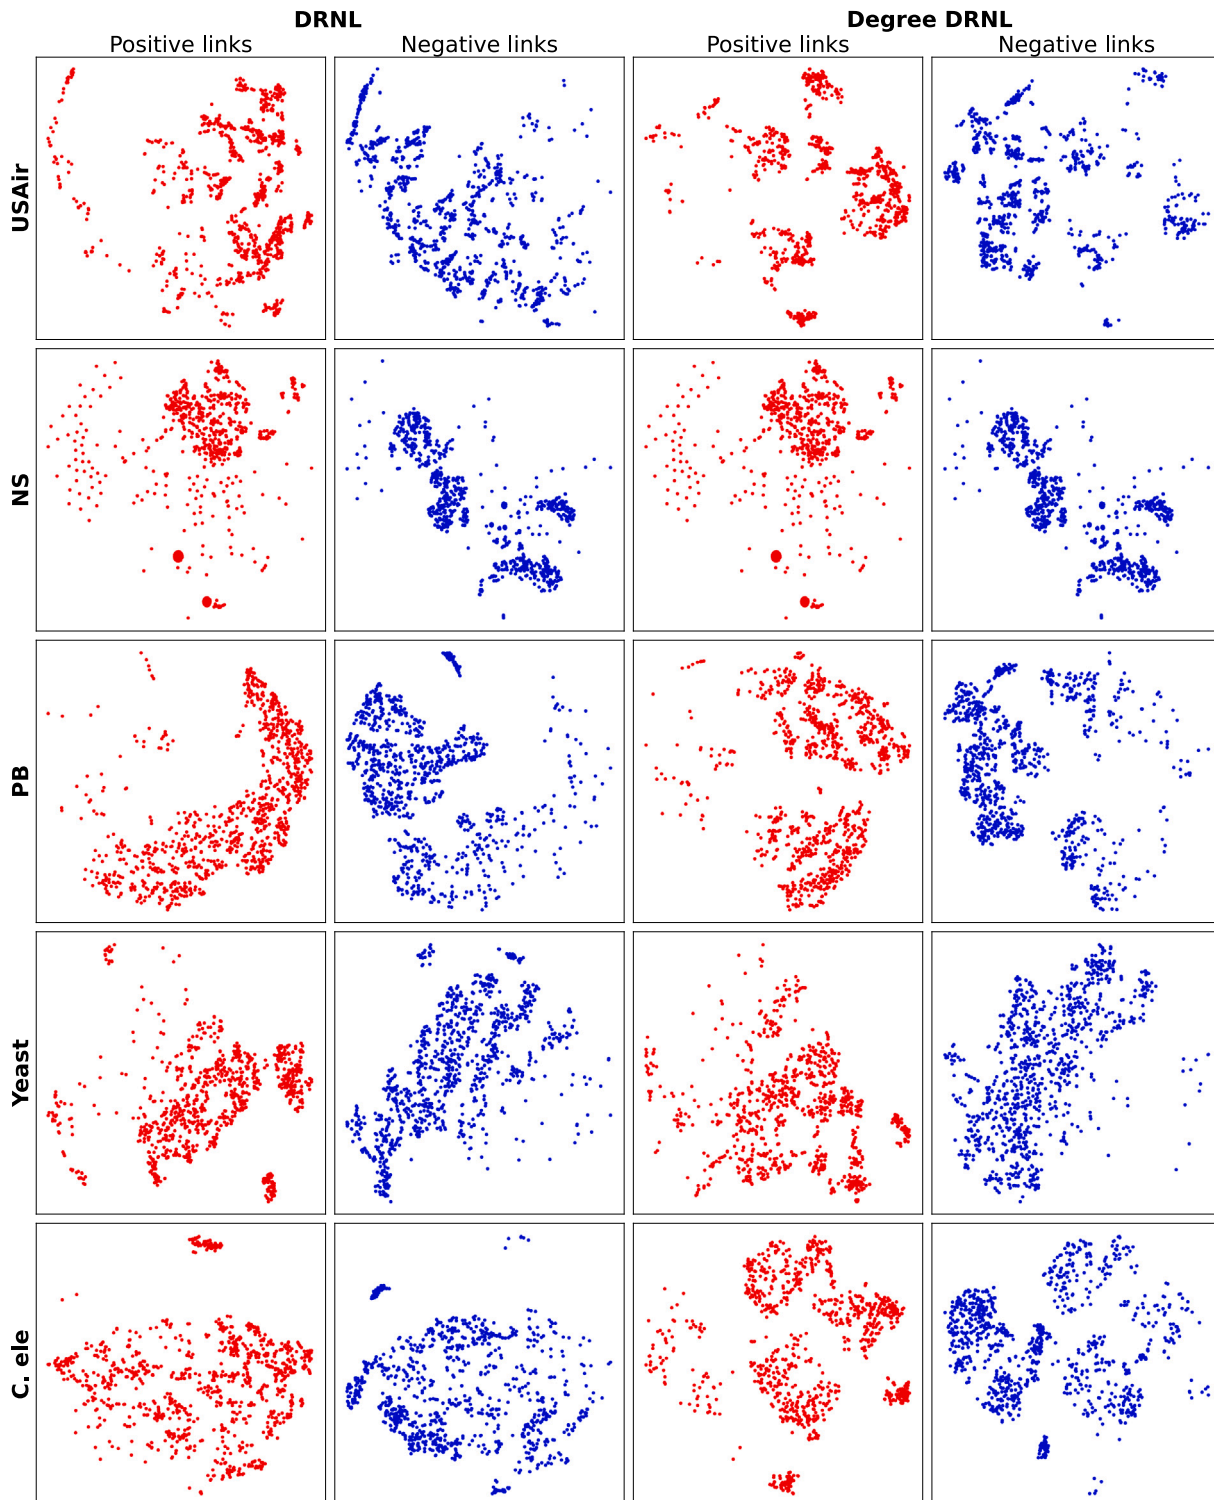 DRNL Degree DRNL
Positive links Negative links Positive links Negative links
USAir
NS
PB
Yeast
C. ele